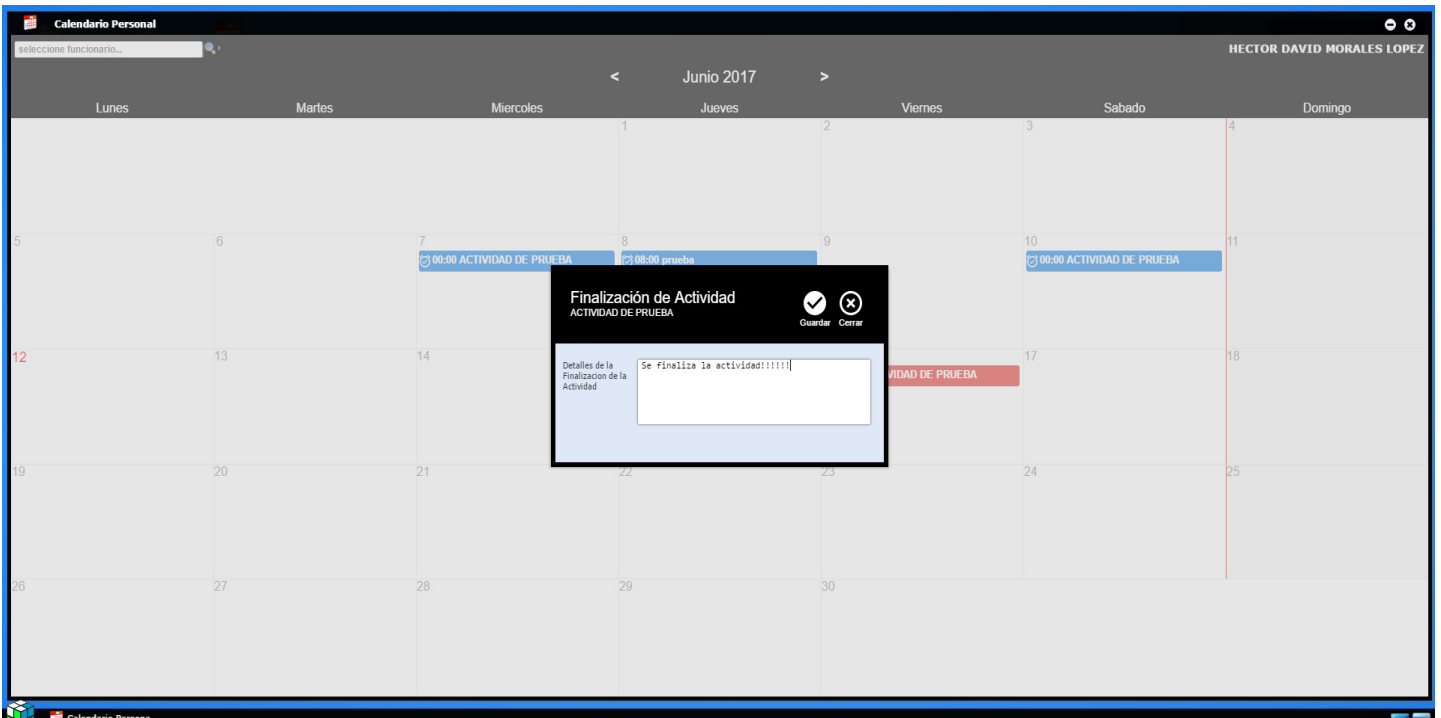 Calendario Personal
seleccione funcionario...
HECTOR DAVID MORALES LOPEZ
< Junio 2017 >
Lunes Martes Miercoles Jueves Viernes Sabado Domingo
1 2 3 4
5 6 7 8 9 10 11
00:00 ACTIVIDAD DE PRUEBA 08:00 prueba 00:00 ACTIVIDAD DE PRUEBA
Finalización de Actividad
ACTIVIDAD DE PRUEBA
Guardar Cerrar
12 13 14 17 18
Detalles de la
Finalizacion de la
Actividad
Se finaliza la actividad!!!!!!
DE PRUEBA
19 20 21 22 23 24 25
26 27 28 29 30
Calendario Persona